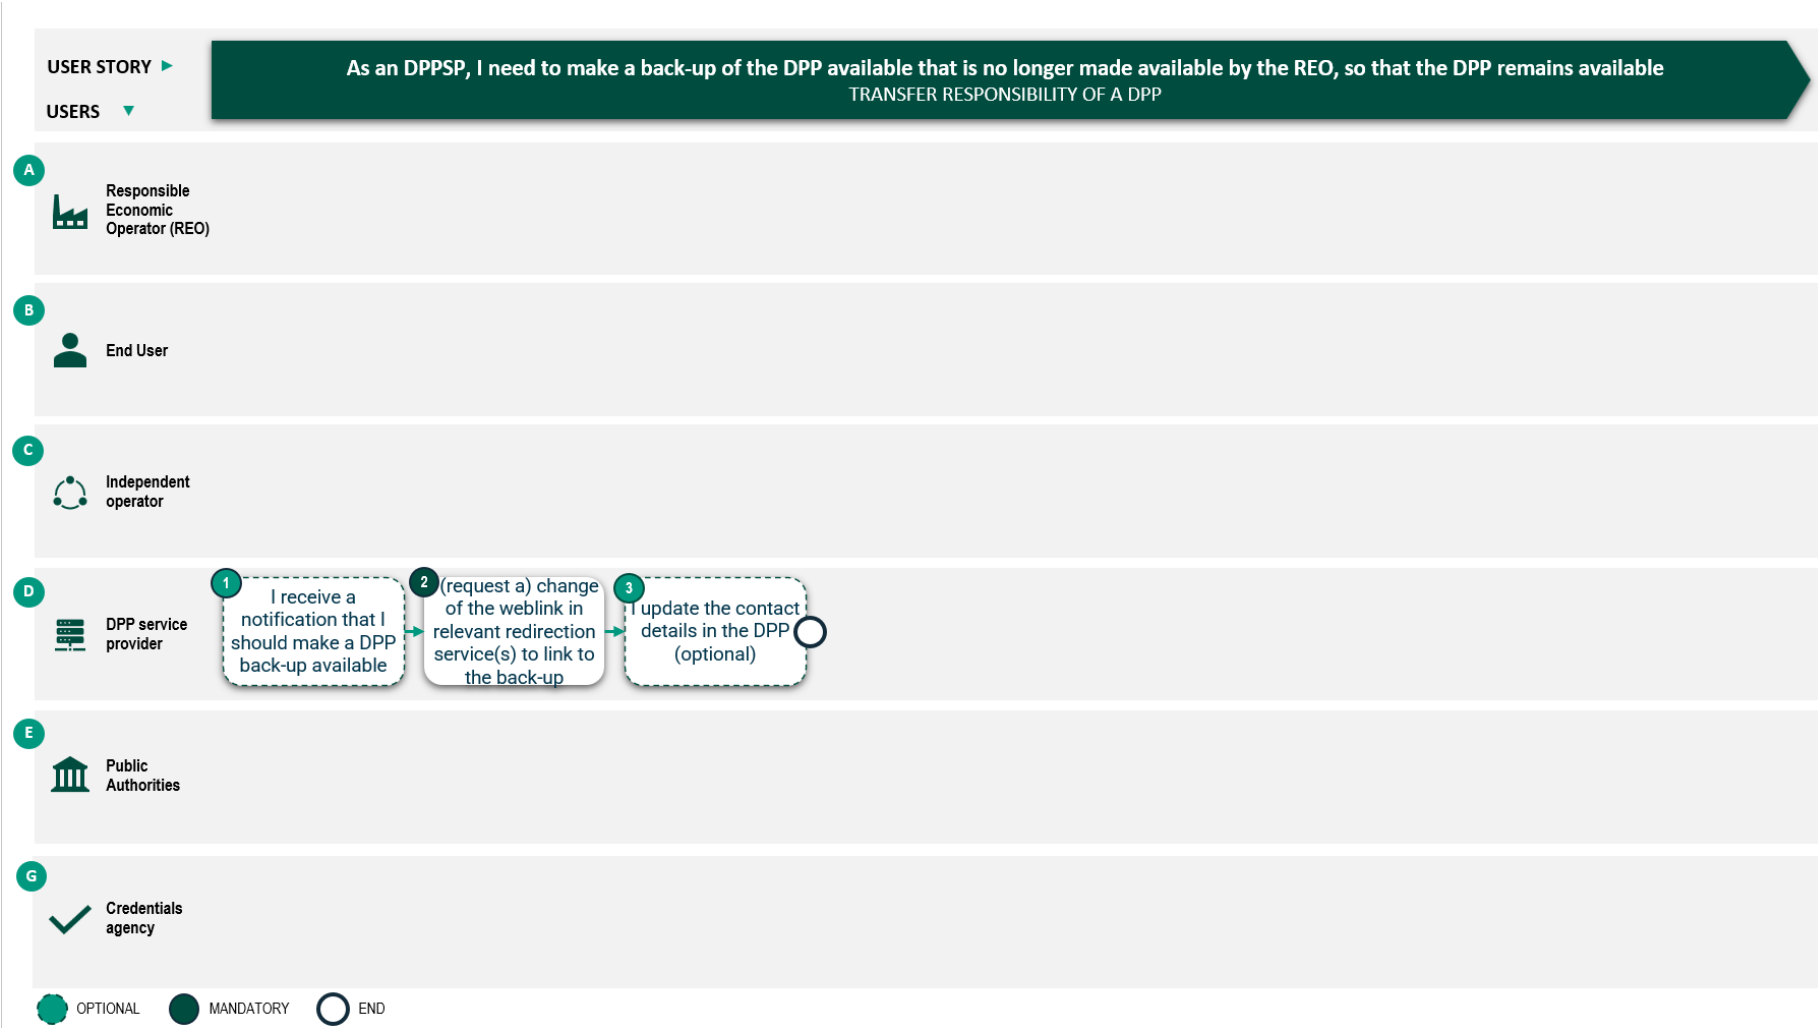 USER STORY
As an DPPSP, I need to make a back-up of the DPP available that is no longer made available by the REO, so that the DPP remains available
TRANSFER RESPONSIBILITY OF A DPP
USERS
A
Responsible
Economic
Operator (REO)
B
End User
C
Independent
operator
D
DPP service
provider
1
I receive a
notification that I
should make a DPP
back-up available
2
(request a) change
of the weblink in
relevant redirection
service(s) to link to
the back-up
3
I update the contact
details in the DPP
(optional)
E
Public
Authorities
G
Credentials
agency
OPTIONAL
MANDATORY
END